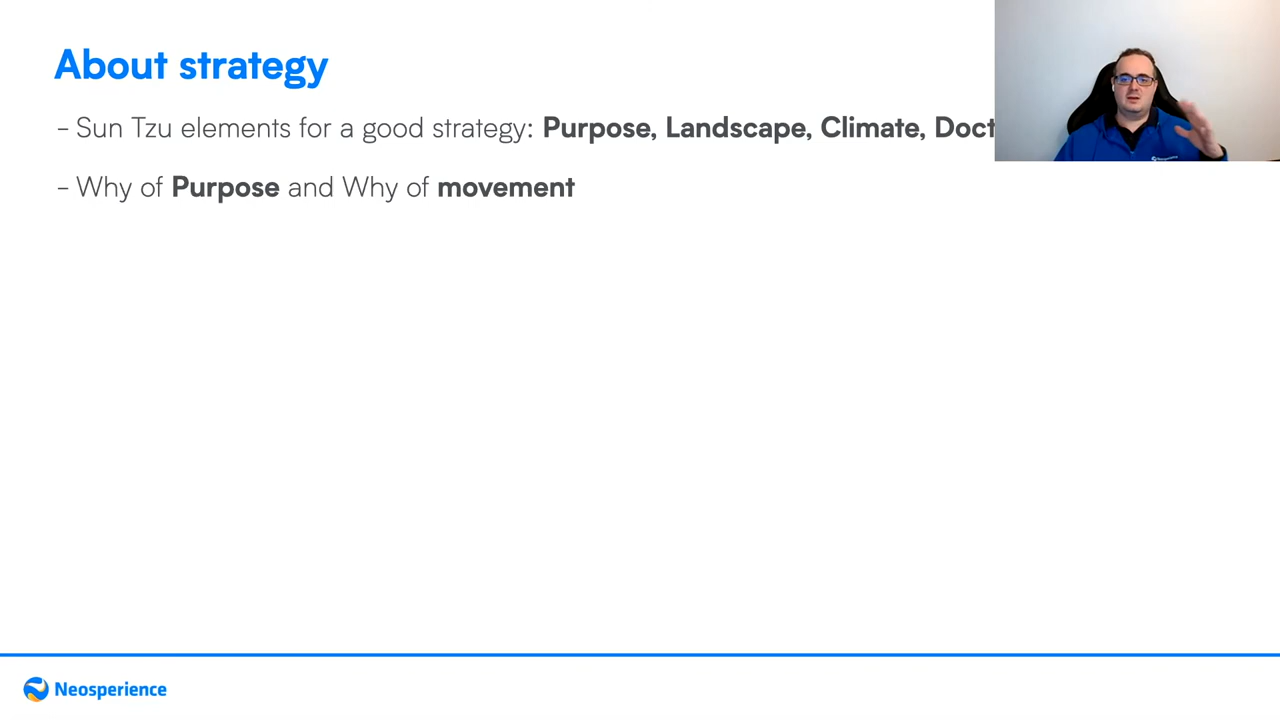 About strategy
- Sun Tzu elements for a good strategy: Purpose, Landscape, Climate, Doct
- Why of Purpose and Why of movement
Neosperience